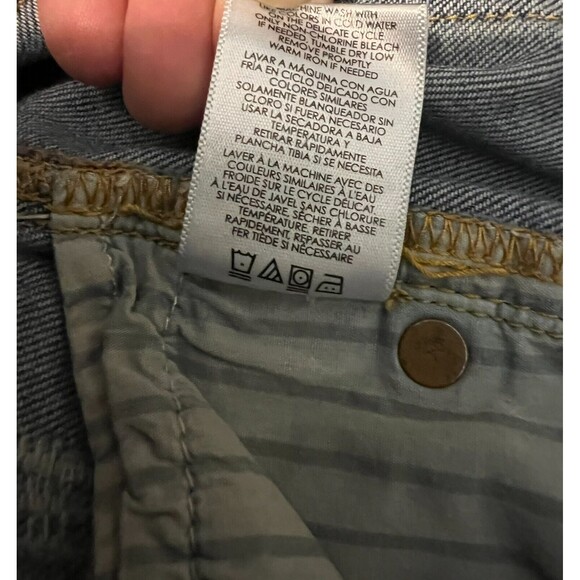 MACHINE WASH WITH
LIKE COLORS IN COLD WATER
ON THE DELICATE CYCLE
ONLY NON-CHLORINE BLEACH
IF NEEDED, TUMBLE DRY LOW
REMOVE PROMPTLY
WARM IRON IF NEEDED
LAVAR A MÁQUINA CON AGUA
FRÍA EN CICLO DELICADO CON
COLORES SIMILARES
SOLAMENTE BLANQUEADOR SIN
CLORO SI FUERA NECESARIO
USAR LA SECADORA A BAJA
TEMPERATURA Y
RETIRAR RÁPIDAMENTE
PLANCHA TIBIA SI SE NECESITA
LAVER À LA MACHINE AVEC DES
COULEURS SIMILAIRES À L'EAU
FROIDE SUR LE CYCLE DÉLICAT
À L'EAU DE JAVEL SANS CHLORURE
SI NÉCESSAIRE, SÉCHER À BASSE
TEMPÉRATURE. RETIRER
RAPIDEMENT, REPASSER AU
FER TIÈDE SI NÉCESSAIRE